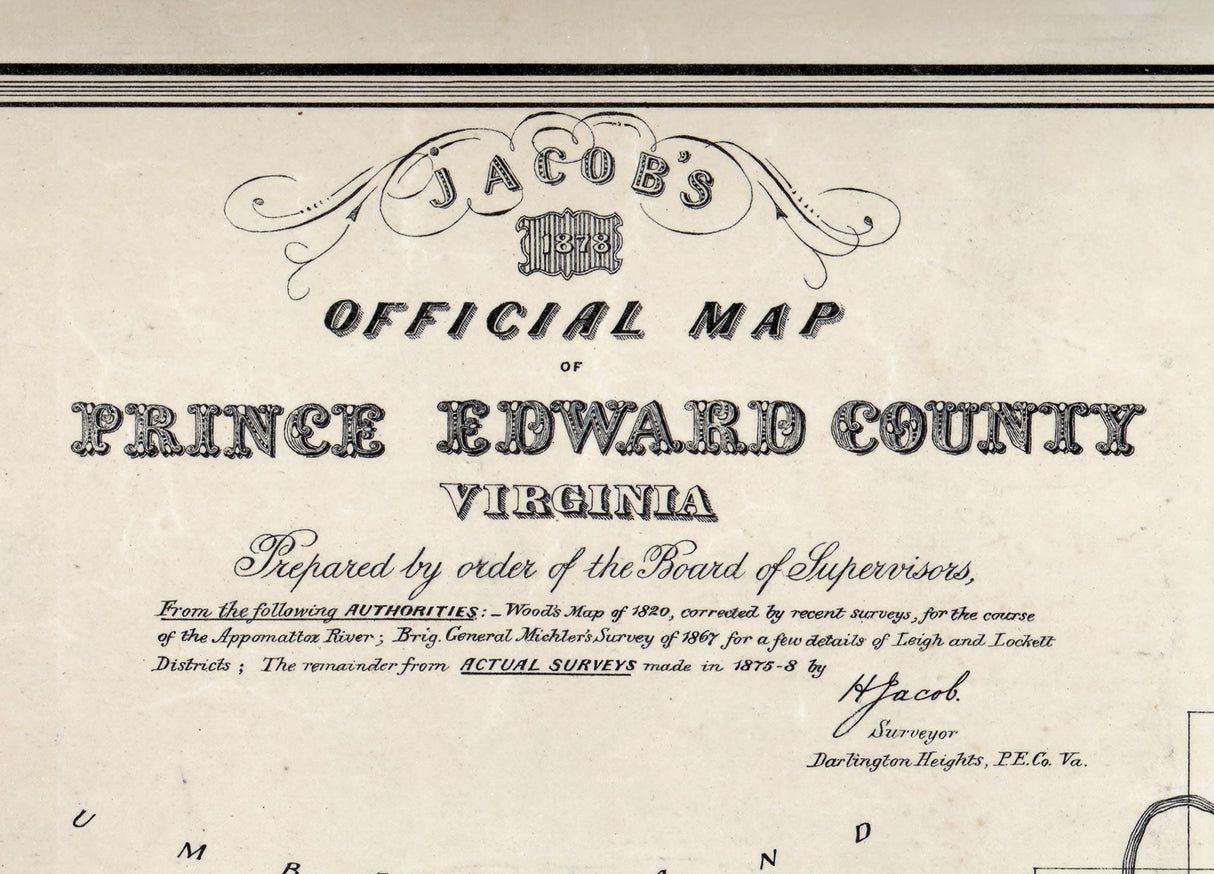 JACOB'S
1878
OFFICIAL MAP
OF
PRINCE EDWARD COUNTY
VIRGINIA
Prepared by order of the Board of Supervisors,
From the following AUTHORITIES:_Wood's Map of 1820, corrected by recent surveys, for the course
of the Appomattox River; Brig. General Michler's Survey of 1867 for a few details of Leigh and Lockett
Districts; The remainder from ACTUAL SURVEYS made in 1875-8 by
H Jacob.
Surveyor
Darlington Heights, P.E.Co. Va.
U M B N D